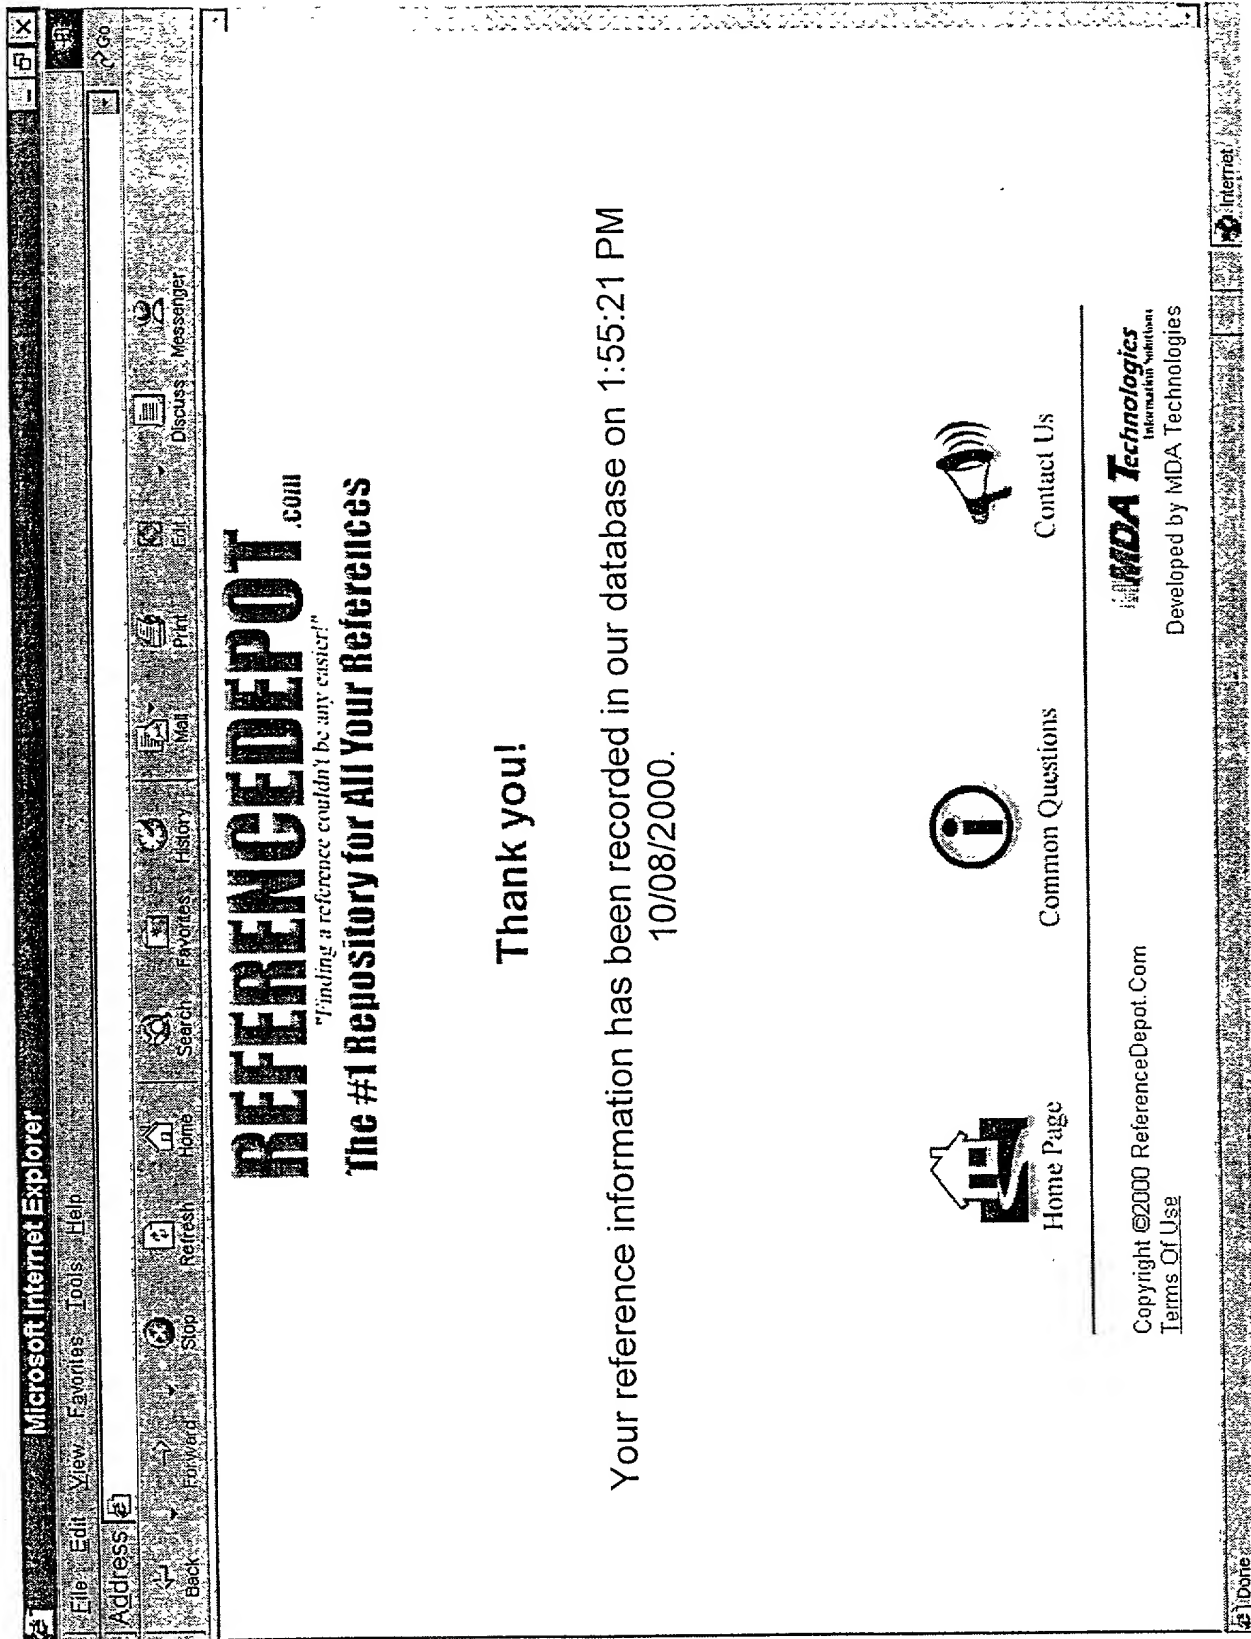 Microsoft Internet Explorer
File Edit View Favorites Tools Help
Address Go
Back Forward Stop Refresh Home Search Favorites History Mail Print Edit Discuss Messenger
REFERENCEDEPOT.com
"Finding a reference couldn't be any easier!"
The #1 Repository for All Your References
Thank you!
Your reference information has been recorded in our database on 1:55:21 PM
10/08/2000.
Home Page Common Questions Contact Us
Copyright ©2000 ReferenceDepot.Com
Terms Of Use
MDA Technologies
Information Solutions
Developed by MDA Technologies
Done Internet